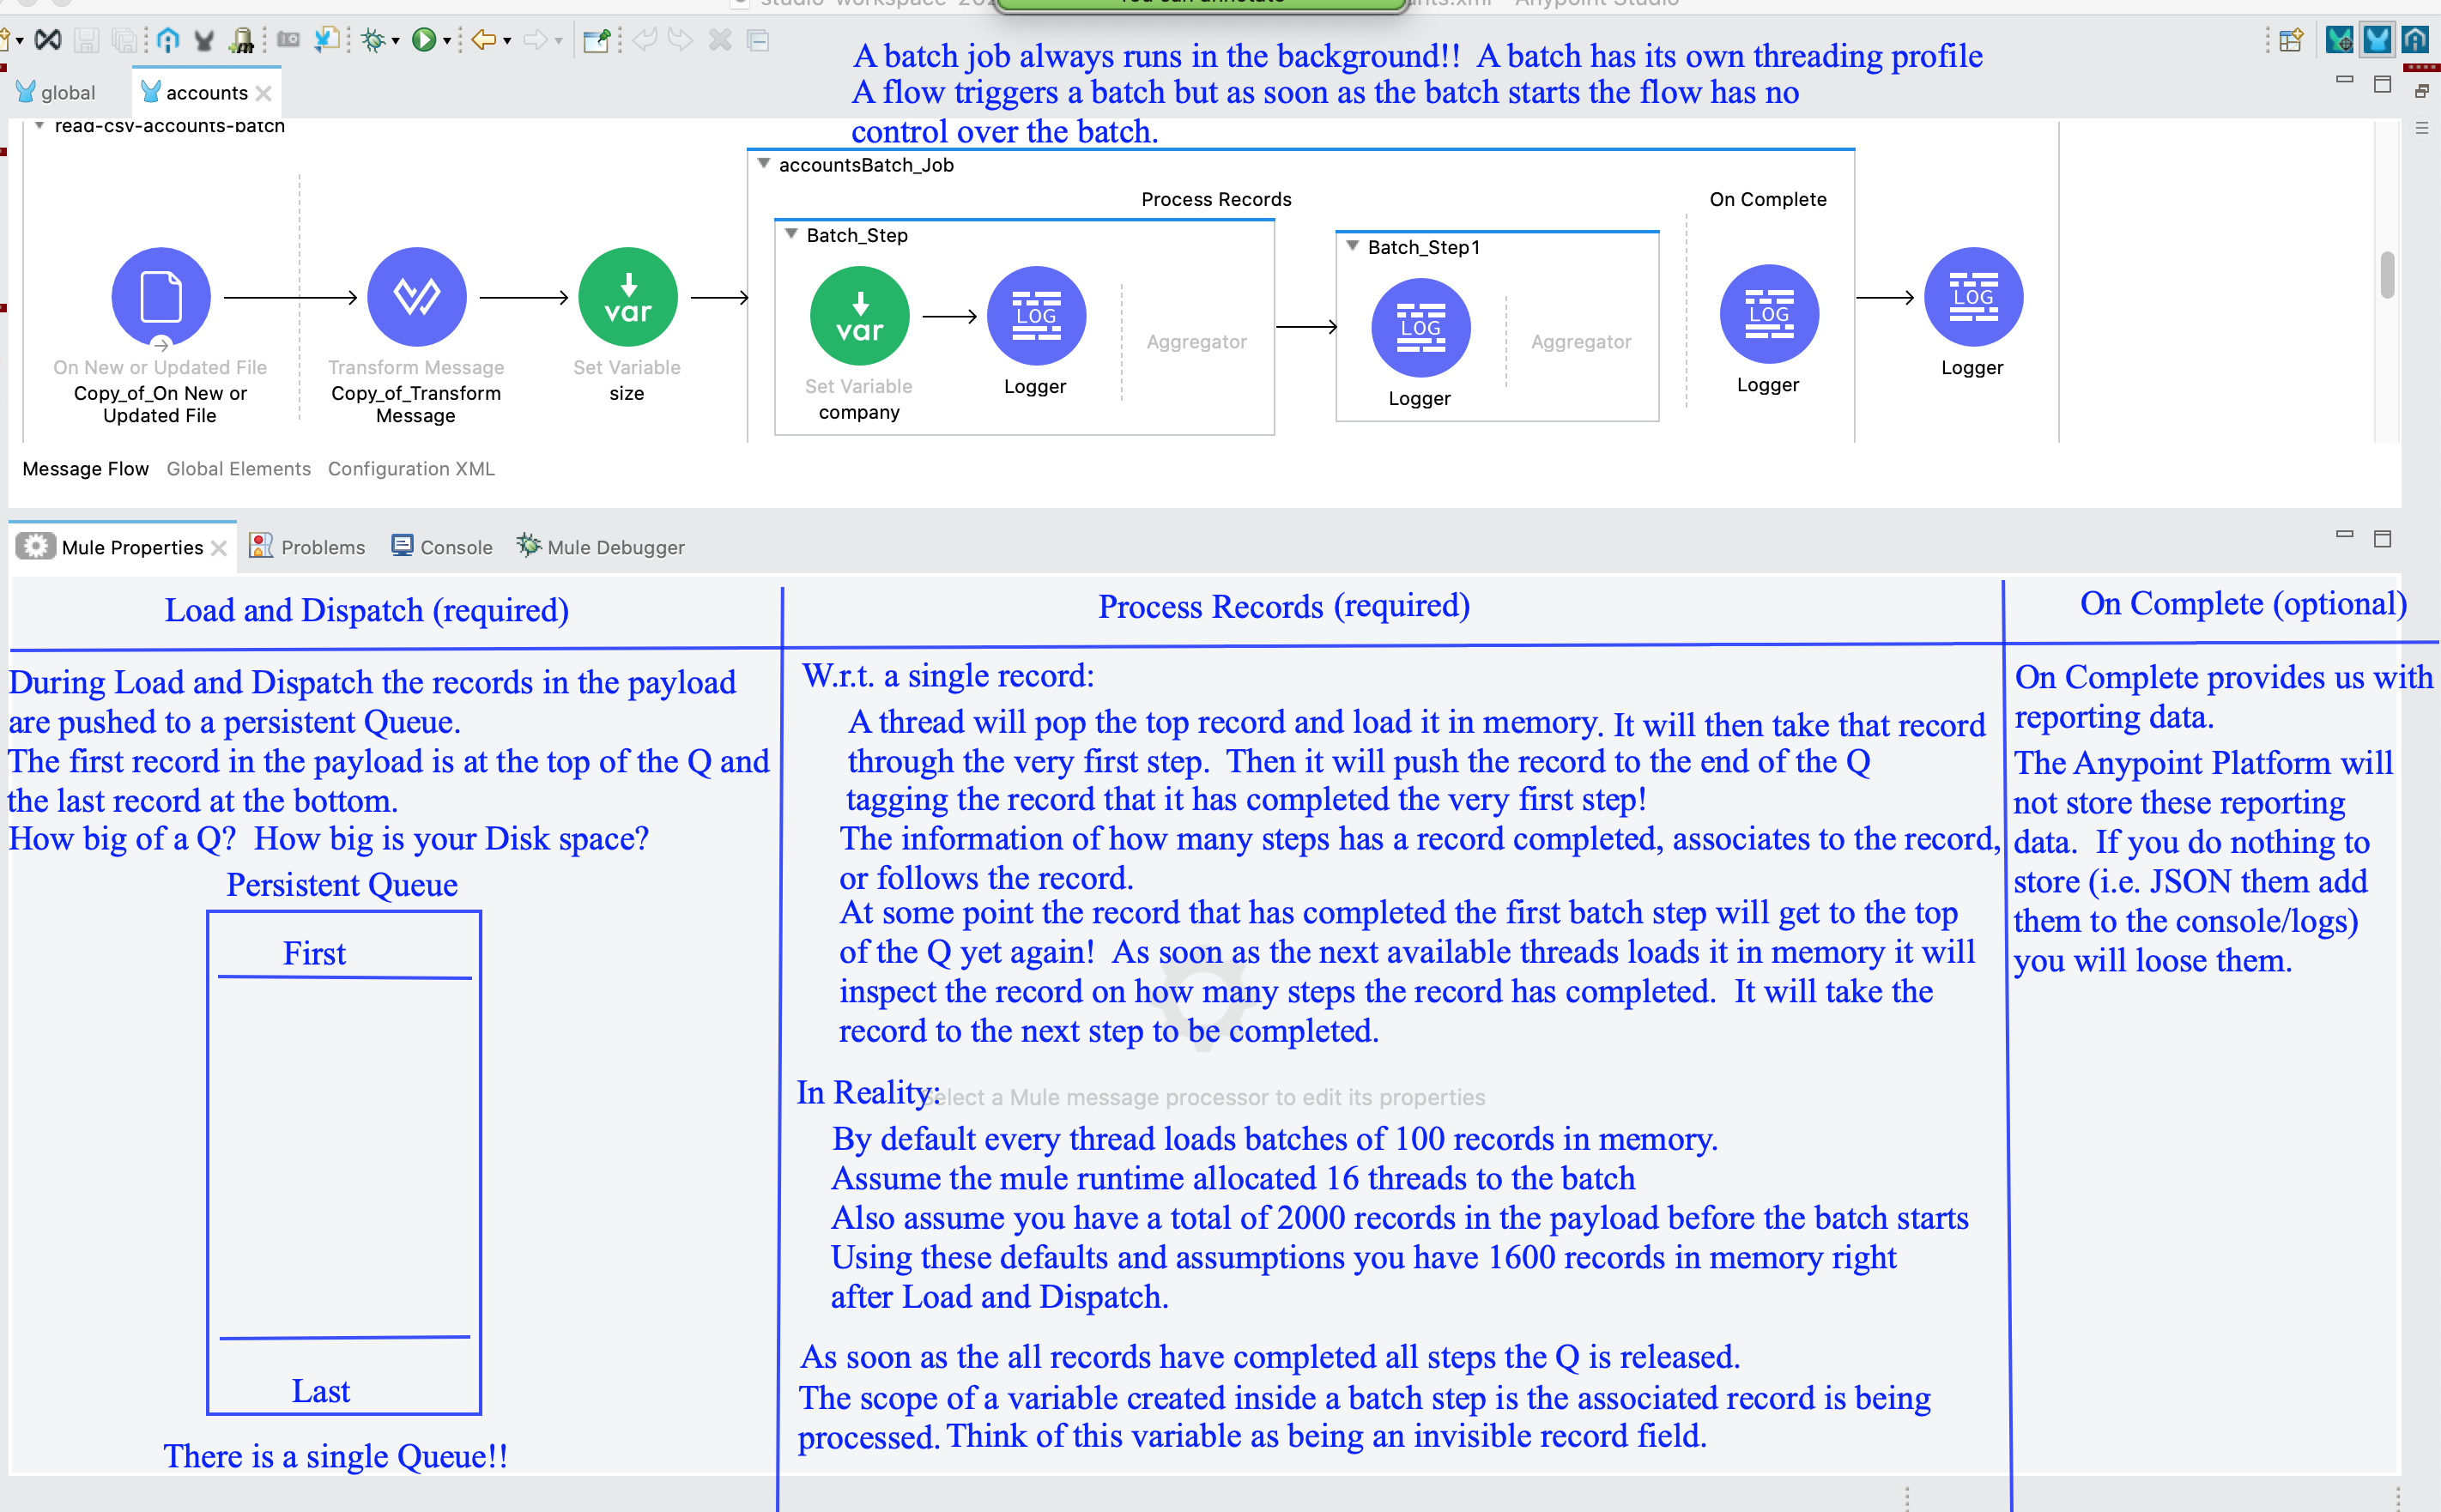 A batch job always runs in the background!!  A batch has its own threading profile
A flow triggers a batch but as soon as the batch starts the flow has no
control over the batch.
global
accounts
read-csv-accounts-batch
accountsBatch_Job
Process Records
On Complete
Batch_Step
Batch_Step1
var
var
LOG
LOG
LOG
LOG
Aggregator
Aggregator
On New or Updated File
Copy_of_On New or
Updated File
Transform Message
Copy_of_Transform
Message
Set Variable
size
Set Variable
company
Logger
Logger
Logger
Logger
Message Flow
Global Elements
Configuration XML
Mule Properties
Problems
Console
Mule Debugger
Load and Dispatch (required)
During Load and Dispatch the records in the payload
are pushed to a persistent Queue.
The first record in the payload is at the top of the Q and
the last record at the bottom.
How big of a Q?  How big is your Disk space?
Persistent Queue
First
Last
There is a single Queue!!
Process Records (required)
W.r.t. a single record:
A thread will pop the top record and load it in memory. It will then take that record
through the very first step.  Then it will push the record to the end of the Q
tagging the record that it has completed the very first step!
The information of how many steps has a record completed, associates to the record,
or follows the record.
At some point the record that has completed the first batch step will get to the top
of the Q yet again!  As soon as the next available threads loads it in memory it will
inspect the record on how many steps the record has completed.  It will take the
record to the next step to be completed.
In Reality:
Select a Mule message processor to edit its properties
By default every thread loads batches of 100 records in memory.
Assume the mule runtime allocated 16 threads to the batch
Also assume you have a total of 2000 records in the payload before the batch starts
Using these defaults and assumptions you have 1600 records in memory right
after Load and Dispatch.
As soon as the all records have completed all steps the Q is released.
The scope of a variable created inside a batch step is the associated record is being
processed. Think of this variable as being an invisible record field.
On Complete (optional)
On Complete provides us with
reporting data.
The Anypoint Platform will
not store these reporting
data.  If you do nothing to
store (i.e. JSON them add
them to the console/logs)
you will loose them.